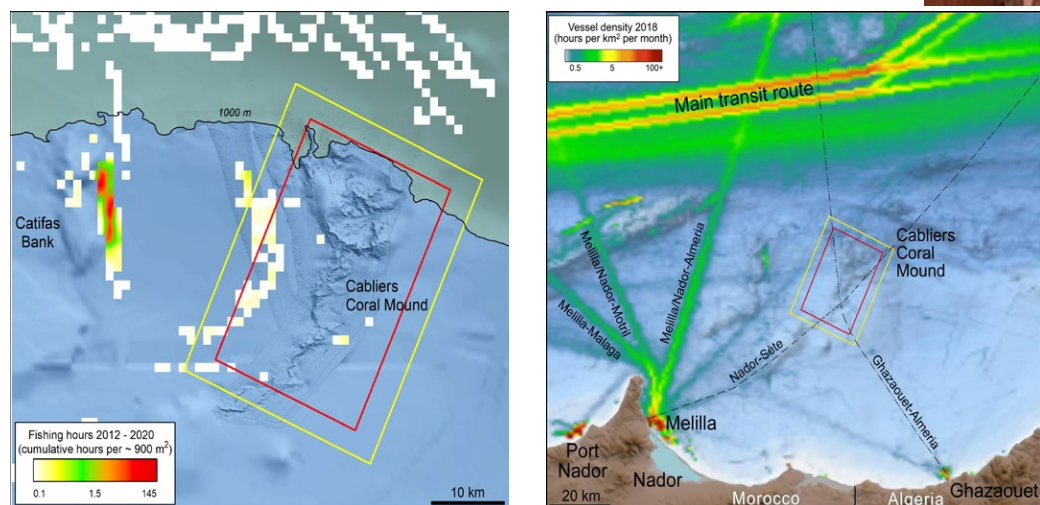 1000 m
Catifas
Bank
Cabliers
Coral Mound
Fishing hours 2012 - 2020
(cumulative hours per ~ 900 m²)
0.1 1.5 145
10 km
Vessel density 2018
(hours per km² per month)
0.5 5 100+
Main transit route
Melilla/Nador-Motril
Melilla-Malaga
Melilla/Nador-Almeria
Nador-Sète
Cabliers
Coral
Mound
Ghazaouet-Almeria
Melilla
Port
Nador
Nador
20 km
Morocco
Algeria
Ghazaouet